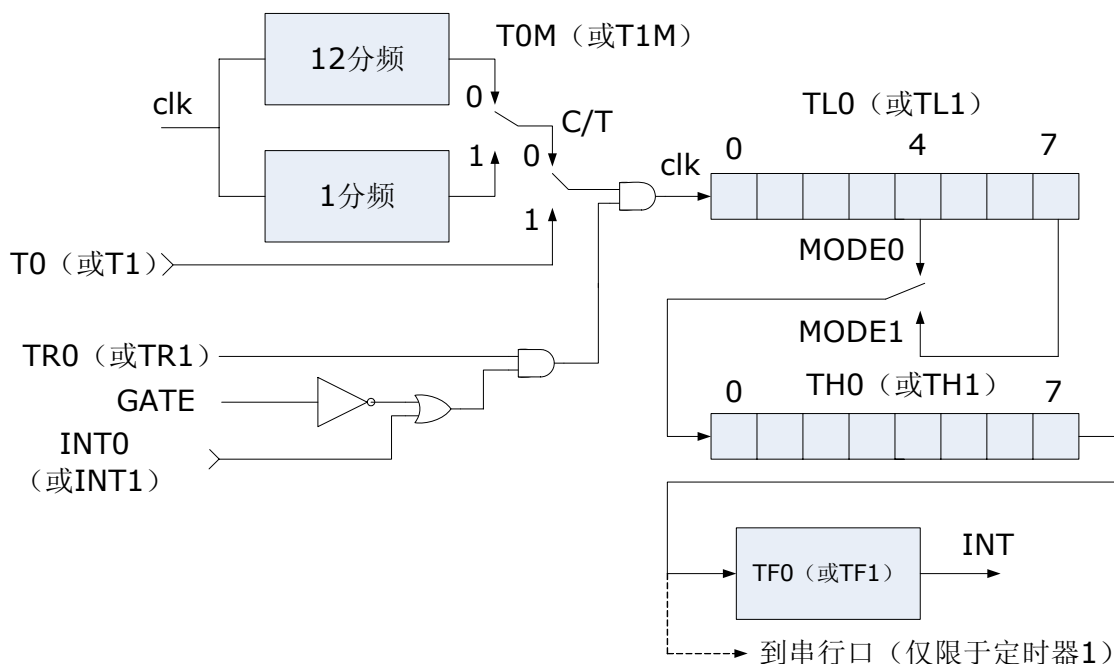 T0M（或T1M）
12分频
clk
0
C/T
TL0（或TL1）
0 4 7
1
0
clk
1分频
1
T0（或T1）
MODE0
MODE1
TR0（或TR1）
GATE
TH0（或TH1）
0 7
INT0
（或INT1）
TF0（或TF1）
INT
到串行口（仅限于定时器1）